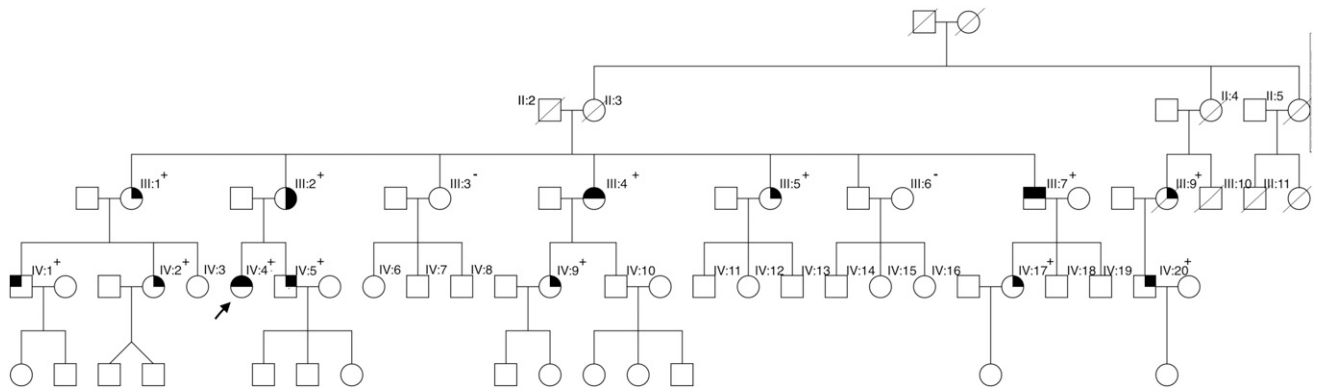 II:2 II:3 II:4 II:5
III:1 + III:2 + III:3 - III:4 + III:5 + III:6 - III:7 + III:9 + III:10 III:11
IV:1 + IV:2 + IV:3 IV:4 + IV:5 + IV:6 IV:7 IV:8 IV:9 + IV:10 IV:11 IV:12 IV:13 IV:14 IV:15 IV:16 IV:17 + IV:18 IV:19 IV:20 +